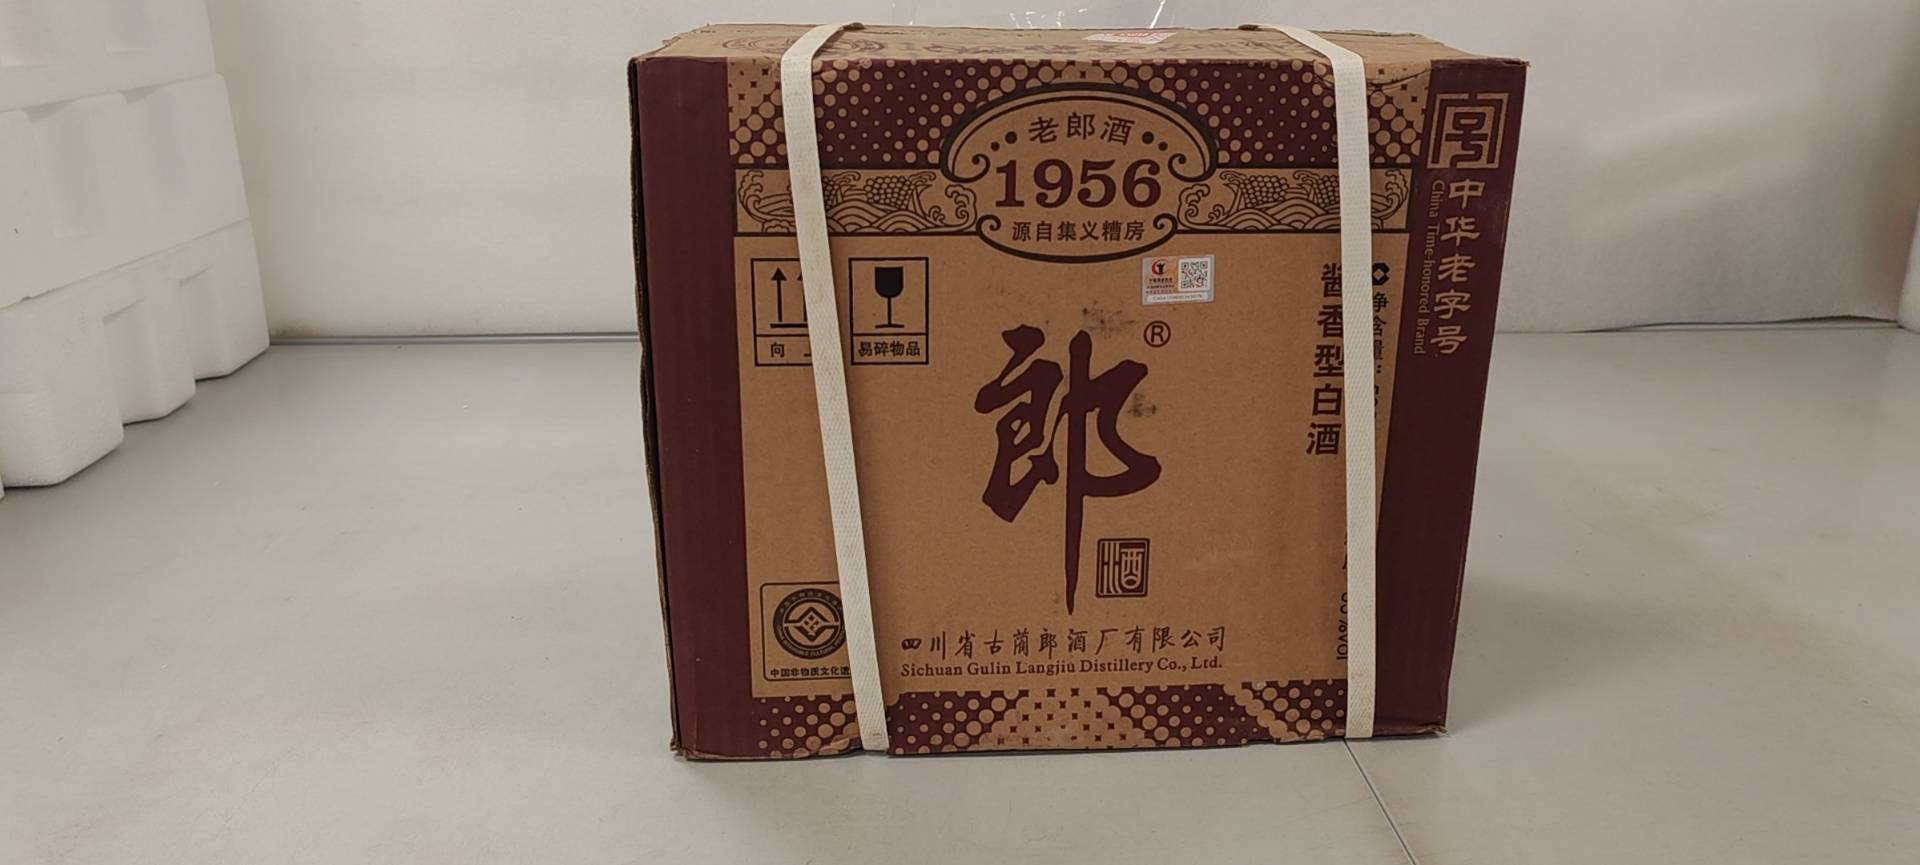 老郎酒
1956
源自集义糟房
向
易碎物品
郎
®
酒
酱香型白酒
净含量:
%vol
号
中华老字号
China Time-honored Brand
中国非物质文化遗
四川省古蔺郎酒厂有限公司
Sichuan Gulin Langjiu Distillery Co., Ltd.